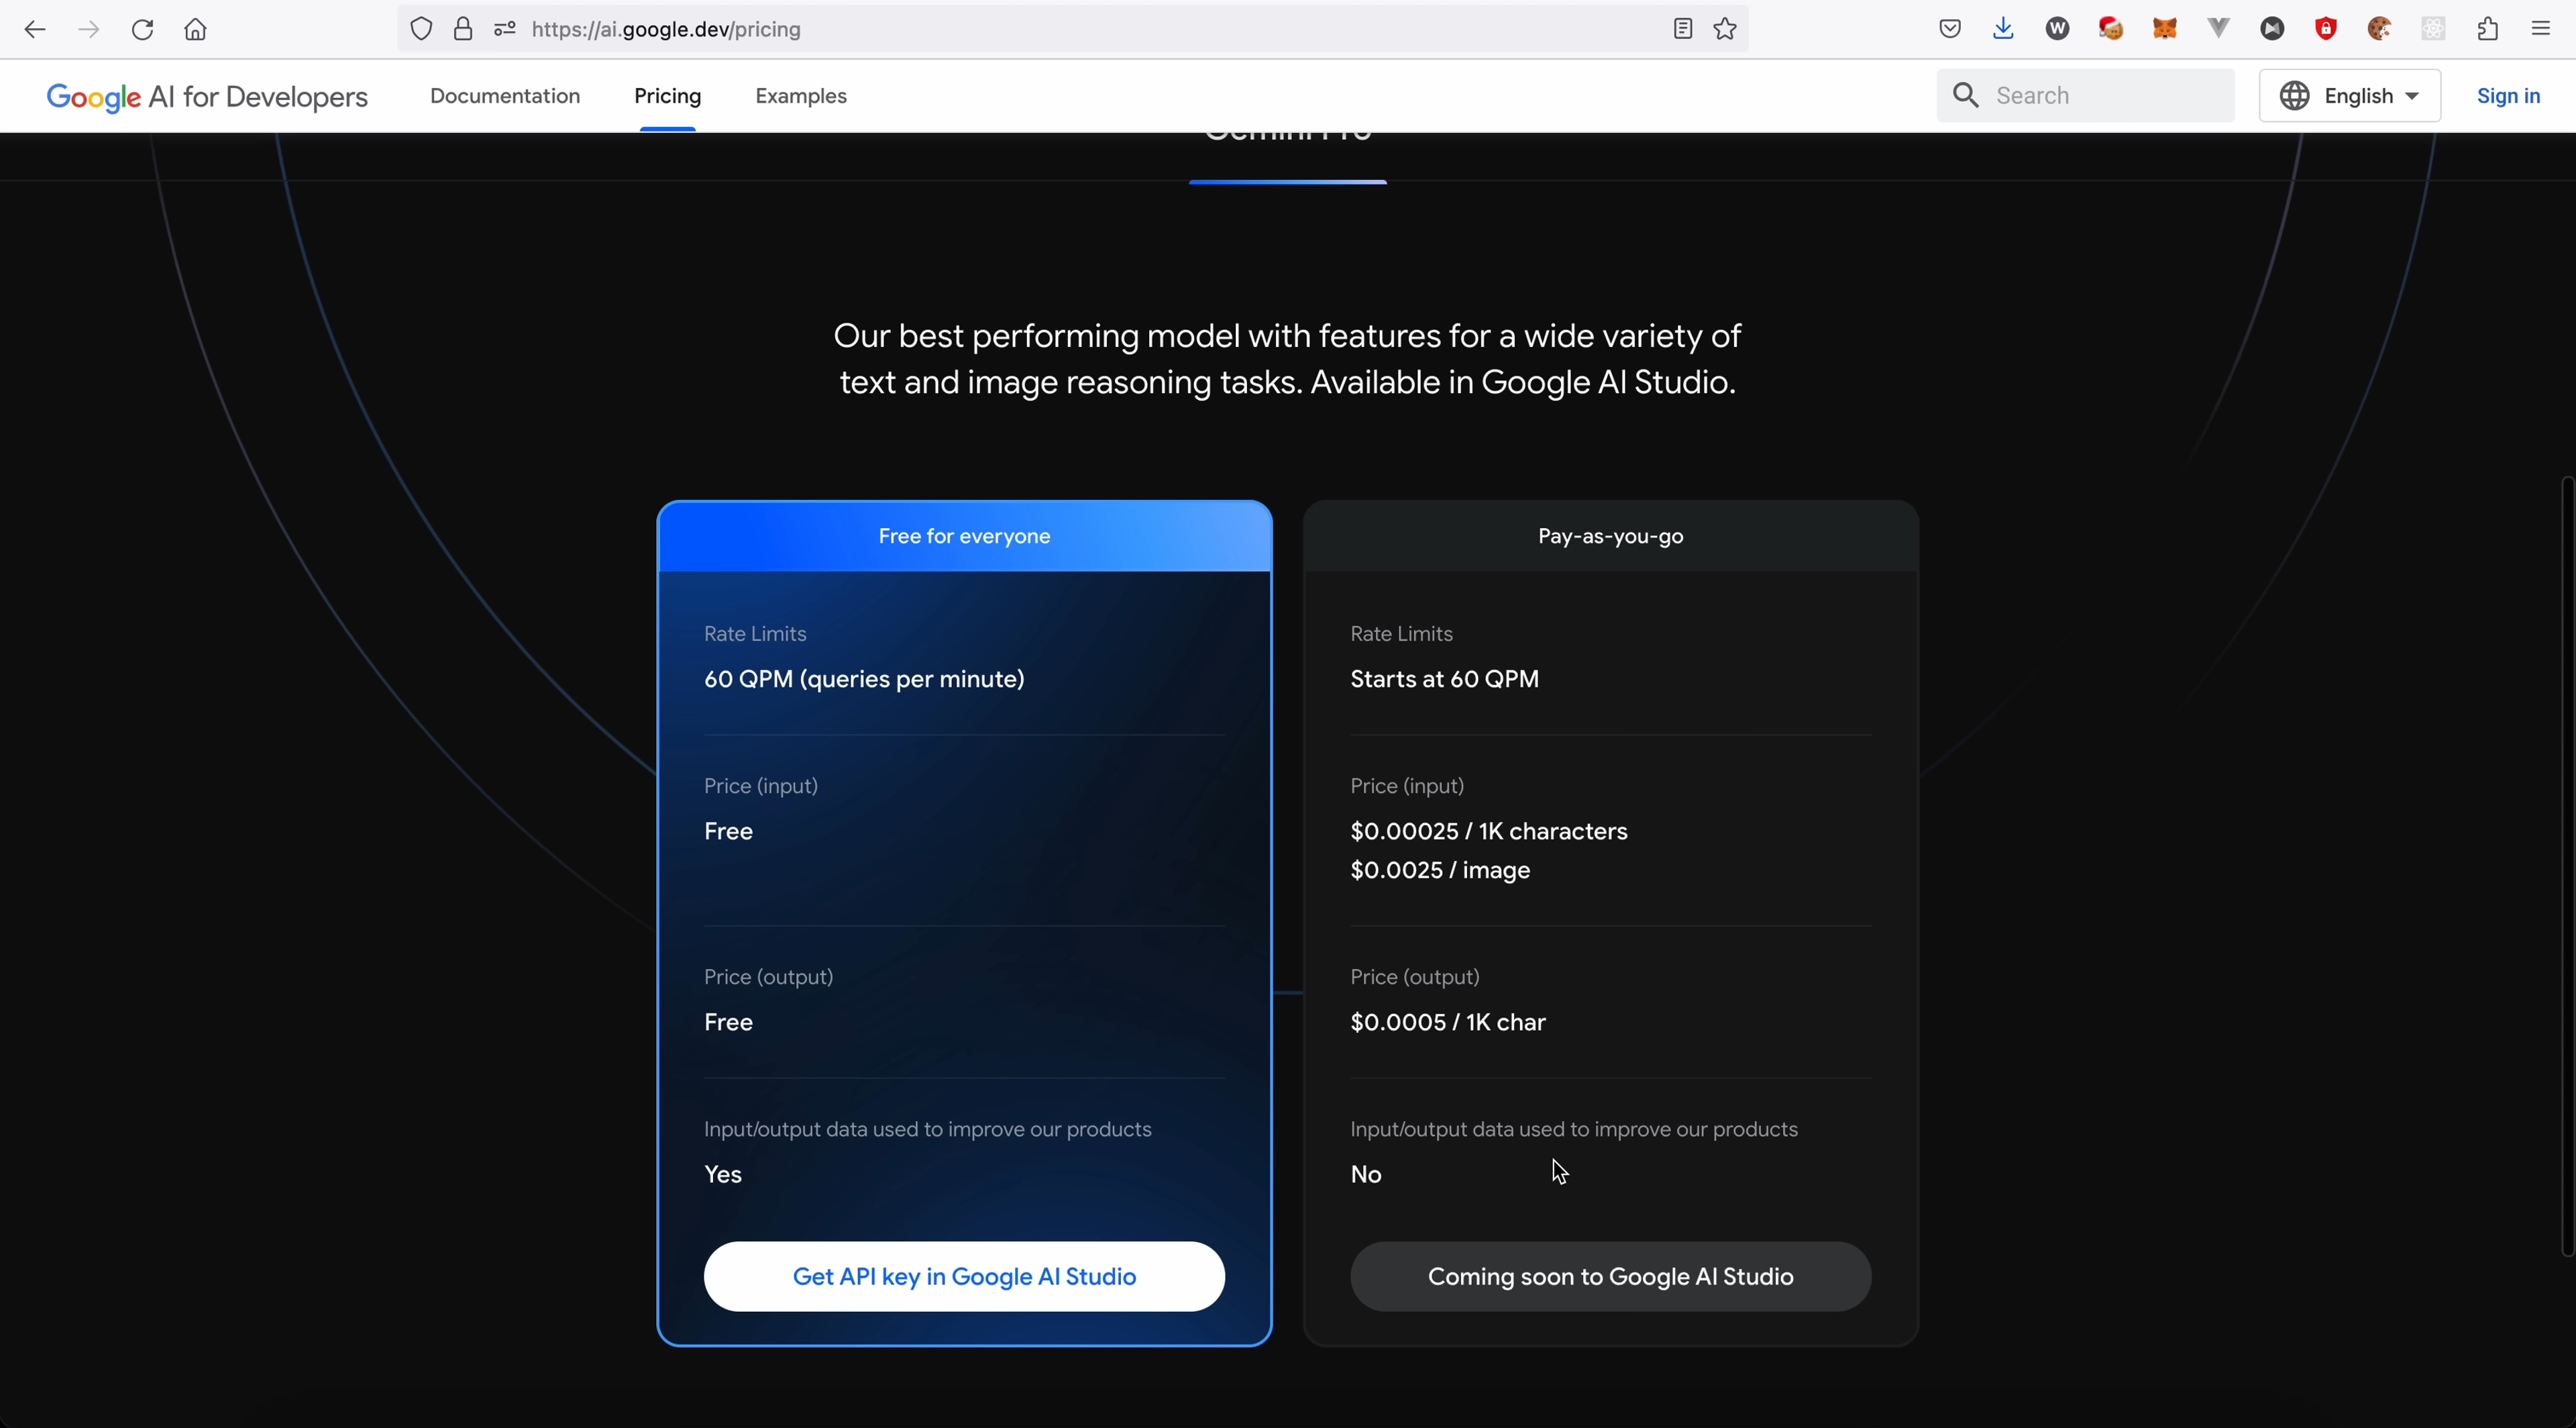 https://ai.google.dev/pricing
W
Google AI for Developers
Documentation
Pricing
Examples
Search
English
Sign in
Gemini Pro
Our best performing model with features for a wide variety of
text and image reasoning tasks. Available in Google AI Studio.
Free for everyone
Rate Limits
60 QPM (queries per minute)
Price (input)
Free
Price (output)
Free
Input/output data used to improve our products
Yes
Get API key in Google AI Studio
Pay-as-you-go
Rate Limits
Starts at 60 QPM
Price (input)
$0.00025 / 1K characters
$0.0025 / image
Price (output)
$0.0005 / 1K char
Input/output data used to improve our products
No
Coming soon to Google AI Studio